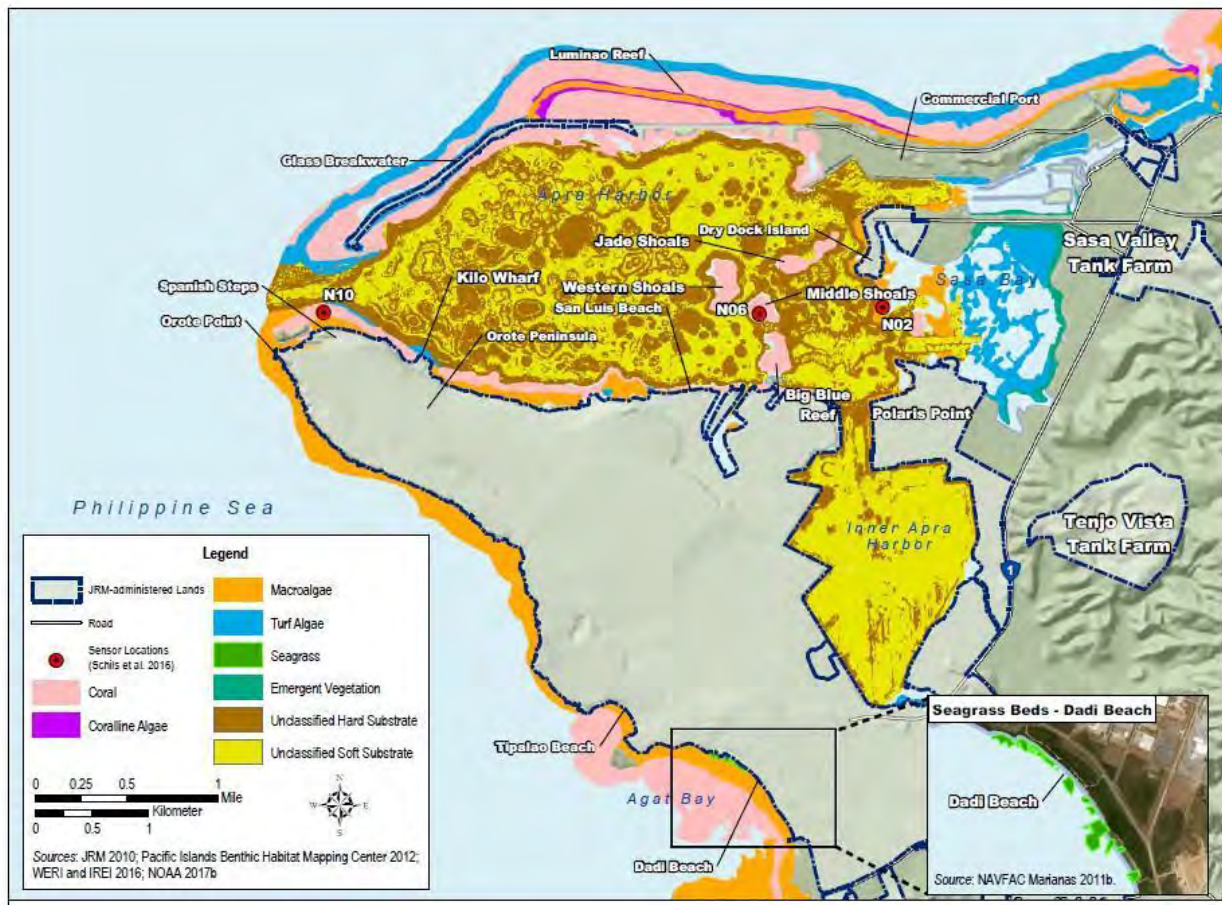 Luminao Reef
Commercial Port
Glass Breakwater
Apra Harbor
Dry Dock Island
Jade Shoals
Sasa Valley
Tank Farm
Sasa Bay
Spanish Steps
N10
Kilo Wharf
Western Shoals
Middle Shoals
N06
N02
San Luis Beach
Orote Point
Orote Peninsula
Big Blue
Reef
Polaris Point
Philippine Sea
Inner Apra
Harbor
Tenjo Vista
Tank Farm
1
Legend
JRM-administered Lands
Road
Sensor Locations
(Schils et al. 2016)
Coral
Coralline Algae
Macroalgae
Turf Algae
Seagrass
Emergent Vegetation
Unclassified Hard Substrate
Unclassified Soft Substrate
0 0.25 0.5 1
Mile
Kilometer
0 0.5 1
N
W E
S
Sources: JRM 2010; Pacific Islands Benthic Habitat Mapping Center 2012;
WERI and IREI 2016; NOAA 2017b
Tipalao Beach
Agat Bay
Dadi Beach
Seagrass Beds - Dadi Beach
Dadi Beach
Source: NAVFAC Marianas 2011b.